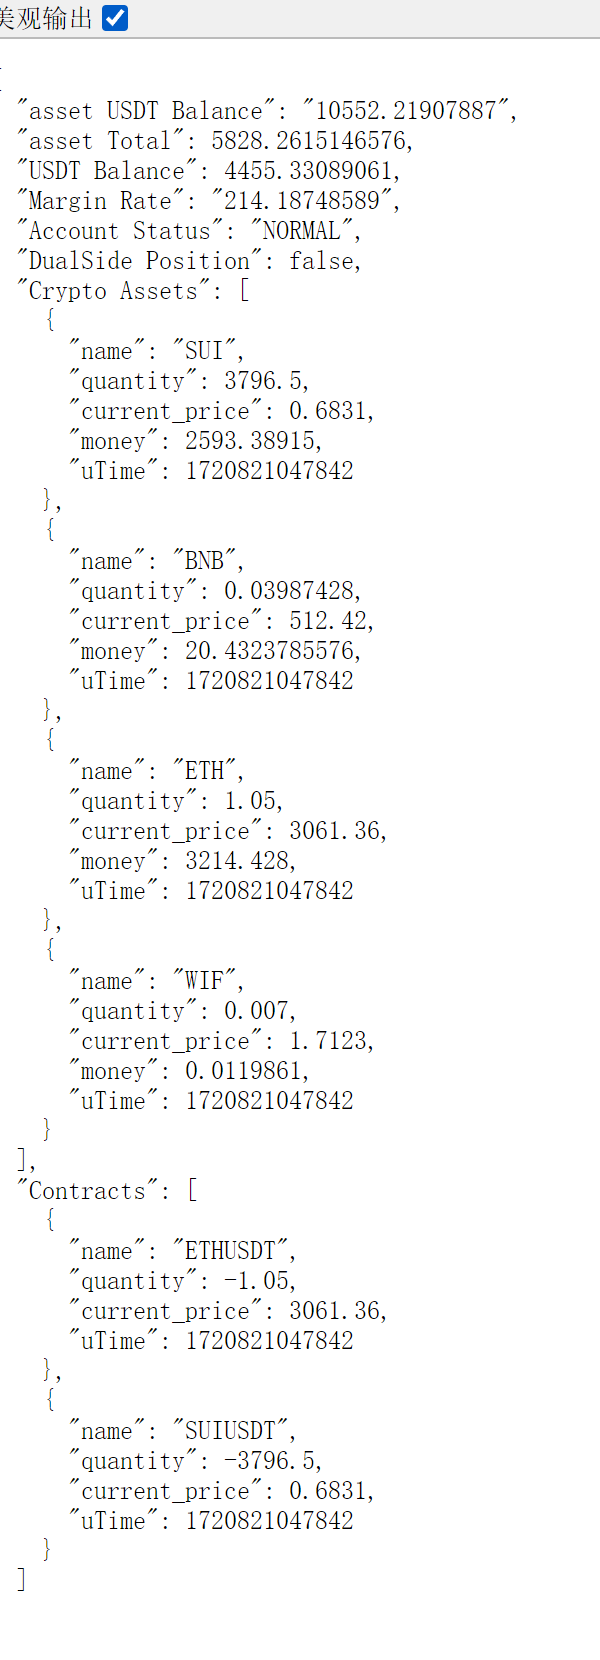 美观输出
{
"asset USDT Balance": "10552.21907887",
"asset Total": 5828.2615146576,
"USDT Balance": 4455.33089061,
"Margin Rate": "214.18748589",
"Account Status": "NORMAL",
"DualSide Position": false,
"Crypto Assets": [
{
"name": "SUI",
"quantity": 3796.5,
"current_price": 0.6831,
"money": 2593.38915,
"uTime": 1720821047842
},
{
"name": "BNB",
"quantity": 0.03987428,
"current_price": 512.42,
"money": 20.4323785576,
"uTime": 1720821047842
},
{
"name": "ETH",
"quantity": 1.05,
"current_price": 3061.36,
"money": 3214.428,
"uTime": 1720821047842
},
{
"name": "WIF",
"quantity": 0.007,
"current_price": 1.7123,
"money": 0.0119861,
"uTime": 1720821047842
}
],
"Contracts": [
{
"name": "ETHUSDT",
"quantity": -1.05,
"current_price": 3061.36,
"uTime": 1720821047842
},
{
"name": "SUIUSDT",
"quantity": -3796.5,
"current_price": 0.6831,
"uTime": 1720821047842
}
]